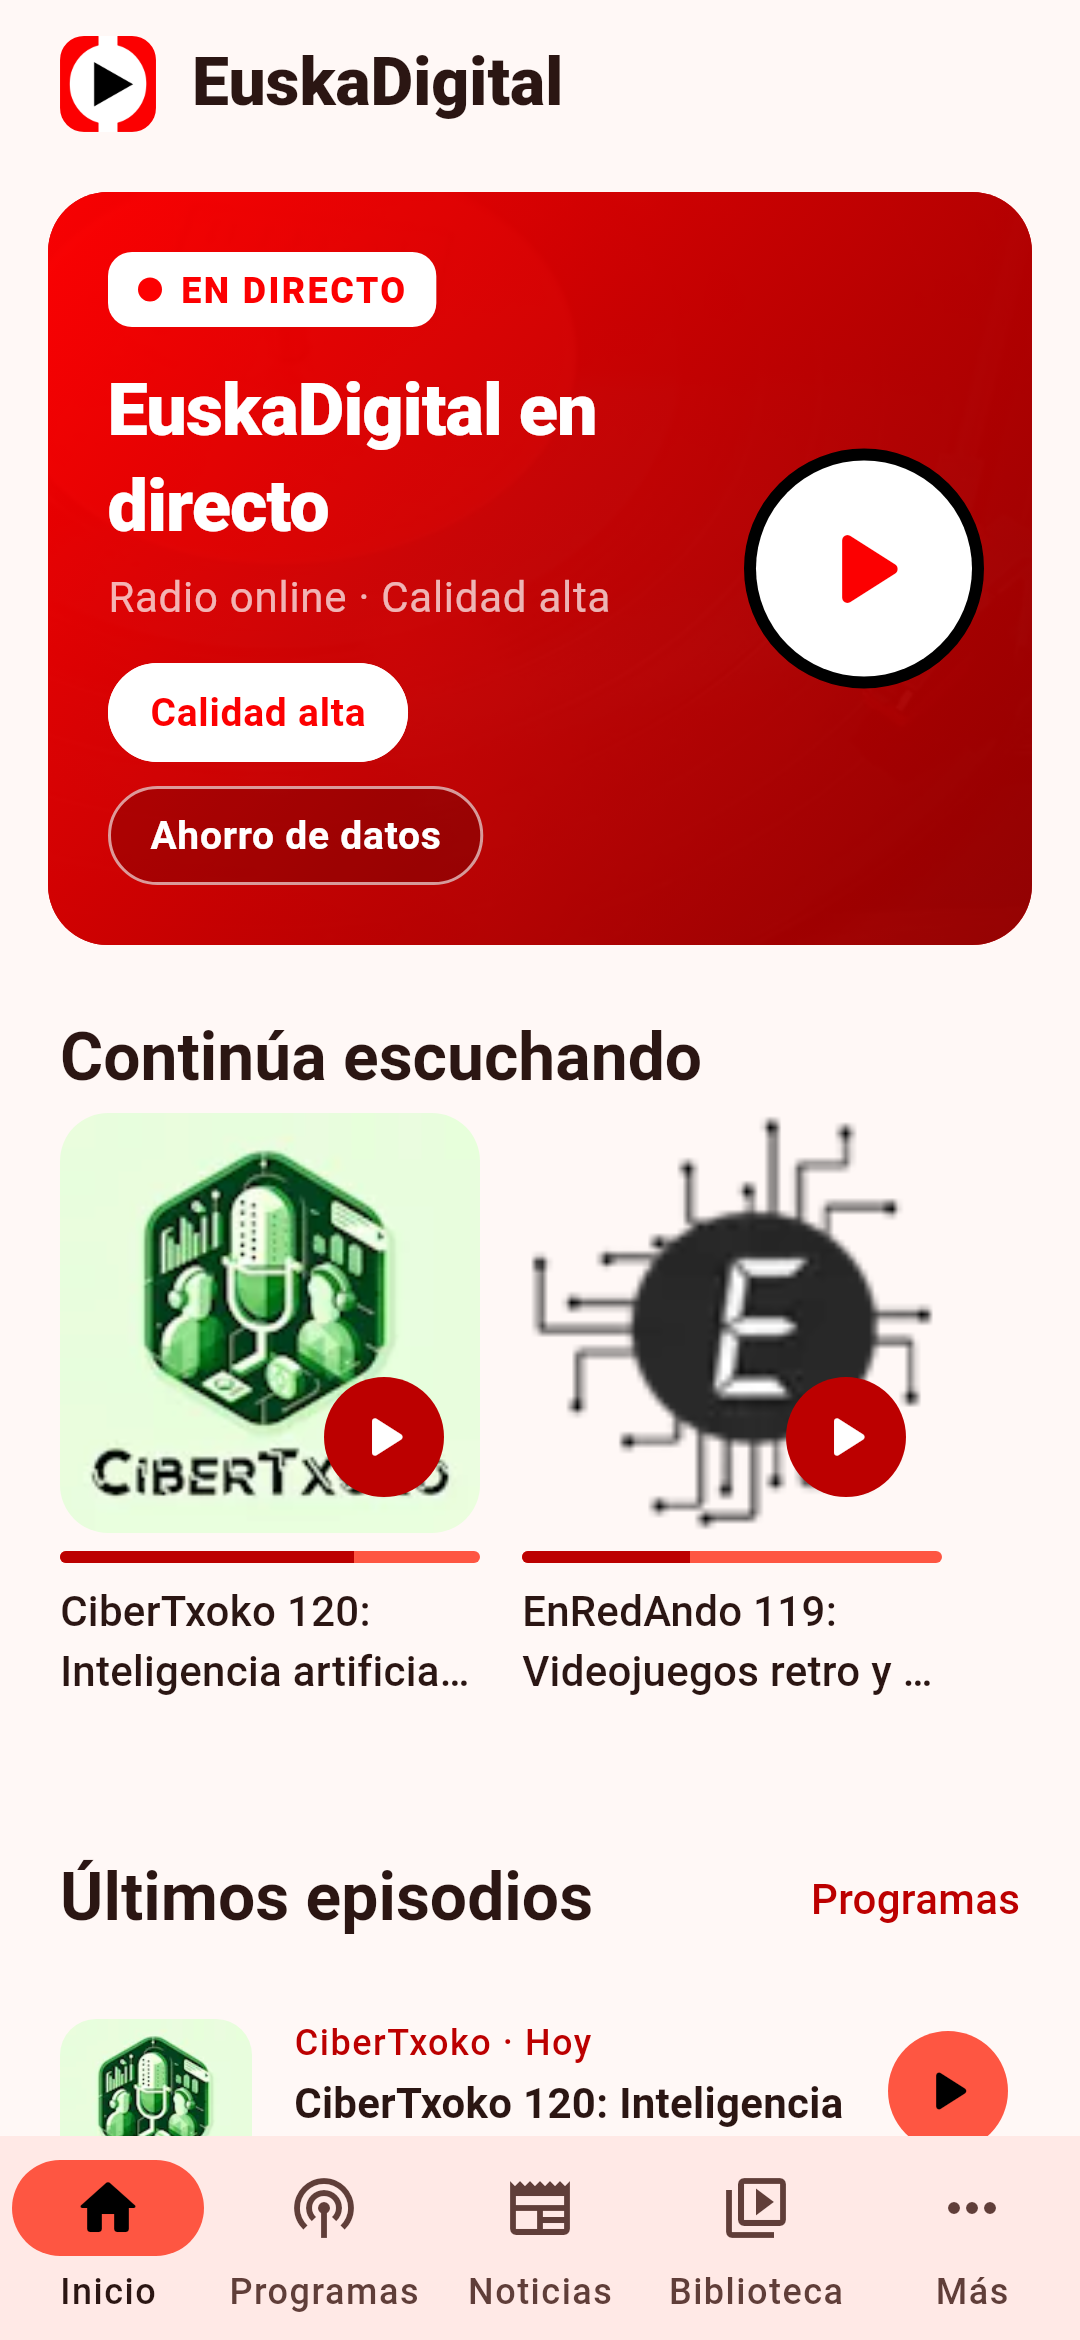 EuskaDigital
EN DIRECTO
EuskaDigital en
directo
Radio online · Calidad alta
Calidad alta
Ahorro de datos
Continúa escuchando
CIBERTX
E
CiberTxoko 120:
Inteligencia artificia...
EnRedAndo 119:
Videojuegos retro y ...
Últimos episodios
Programas
CiberTxoko · Hoy
CiberTxoko 120: Inteligencia
Inicio
Programas
Noticias
Biblioteca
Más